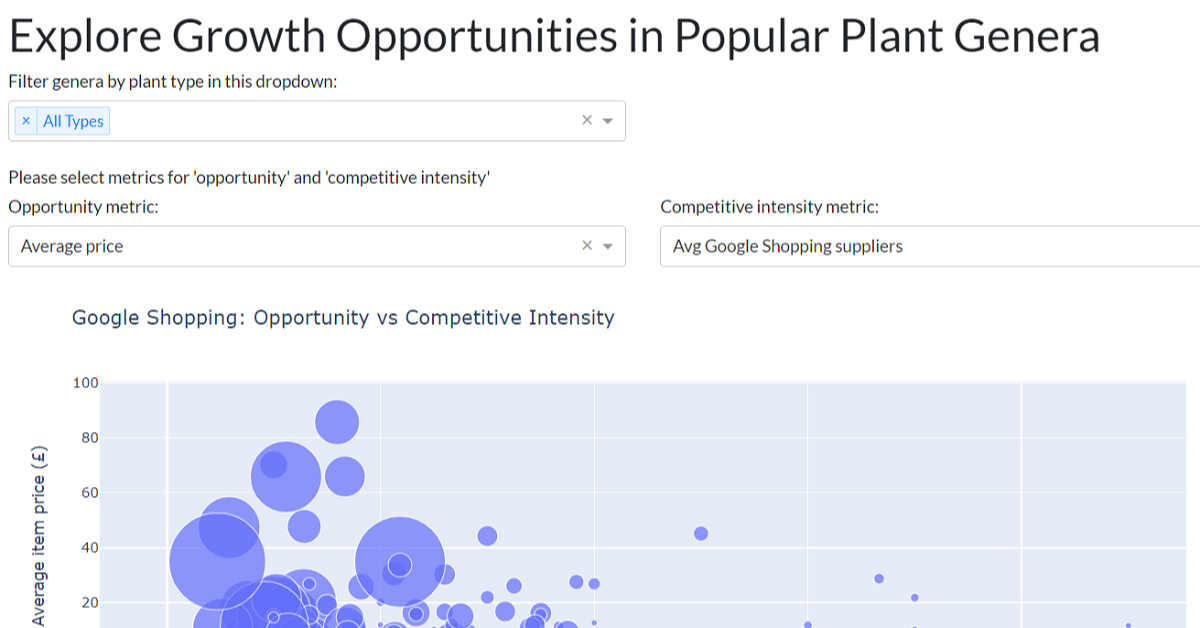 Explore Growth Opportunities in Popular Plant Genera
Filter genera by plant type in this dropdown:
× All Types
Please select metrics for 'opportunity' and 'competitive intensity'
Opportunity metric:
Competitive intensity metric:
Average price
Avg Google Shopping suppliers
Google Shopping: Opportunity vs Competitive Intensity
100
80
60
40
20
Average item price (£)